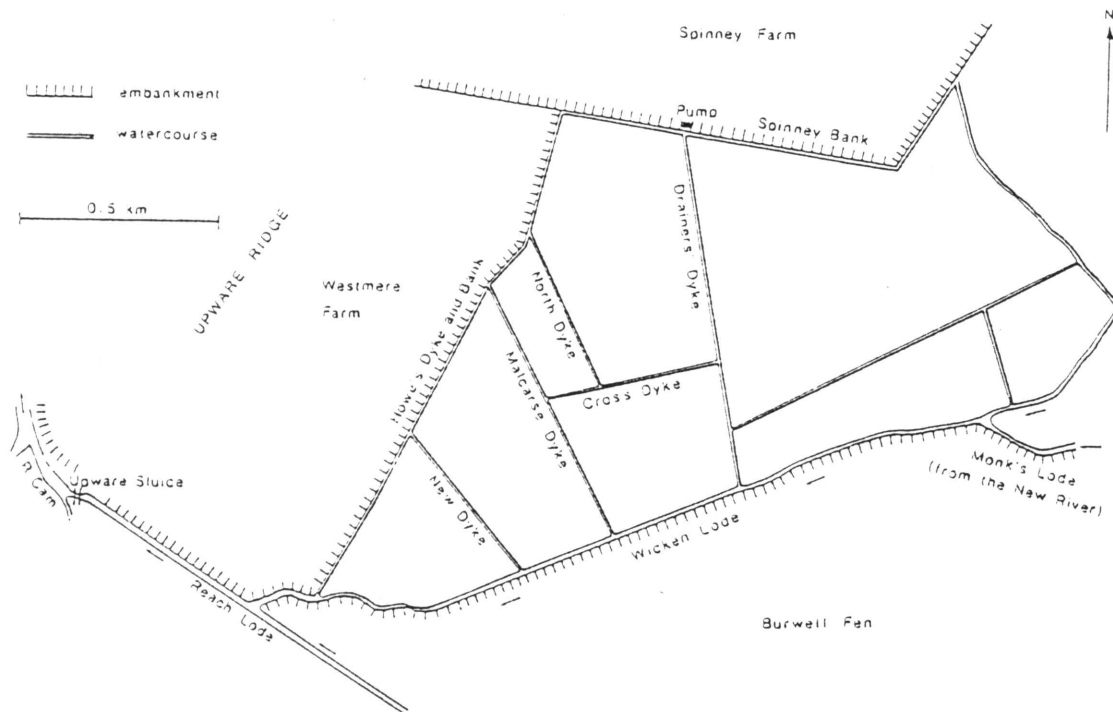 Spinney Farm
N
embankment
watercourse
Pump
Spinney Bank
0.5 km
UPWARE RIDGE
Westmere
Farm
Howe's Dyke and Bank
North Dyke
Drainers' Dyke
Malcarse Dyke
Cross Dyke
New Dyke
R Cam
Upware Sluice
Reach Lode
Wicken Lode
Monk's Lode
(from the New River)
Burwell Fen